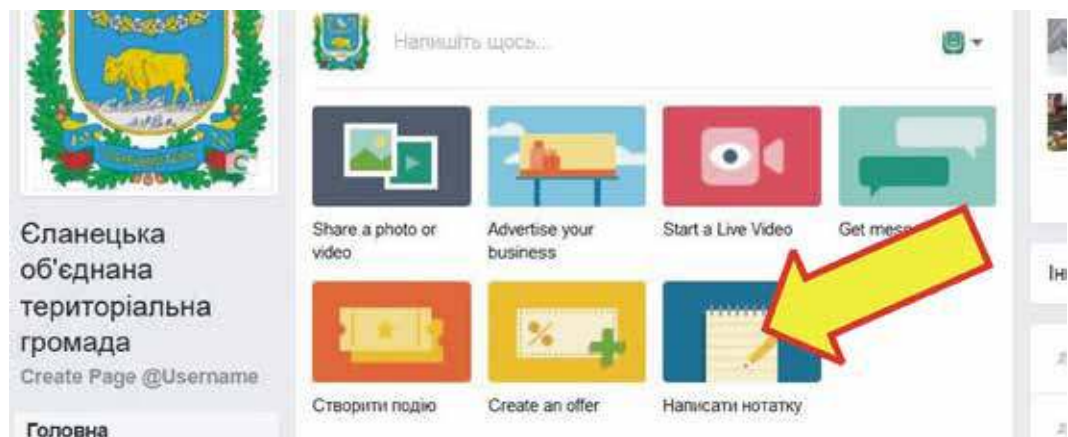 Напишіть щось...
Share a photo or
video
Advertise your
business
Start a Live Video
Get
Єланецька
об'єднана
територіальна
громада
Create Page @Username
Створити подію
Create an offer
Написати нотатку
Головна